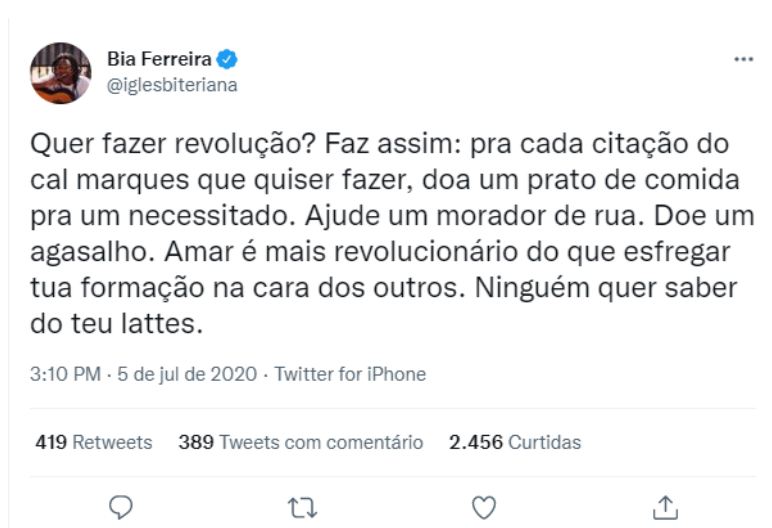 Bia Ferreira
@iglesbiteriana
Quer fazer revolução? Faz assim: pra cada citação do
cal marques que quiser fazer, doa um prato de comida
pra um necessitado. Ajude um morador de rua. Doe um
agasalho. Amar é mais revolucionário do que esfregar
tua formação na cara dos outros. Ninguém quer saber
do teu lattes.
3:10 PM · 5 de jul de 2020 · Twitter for iPhone
419 Retweets 389 Tweets com comentário 2.456 Curtidas